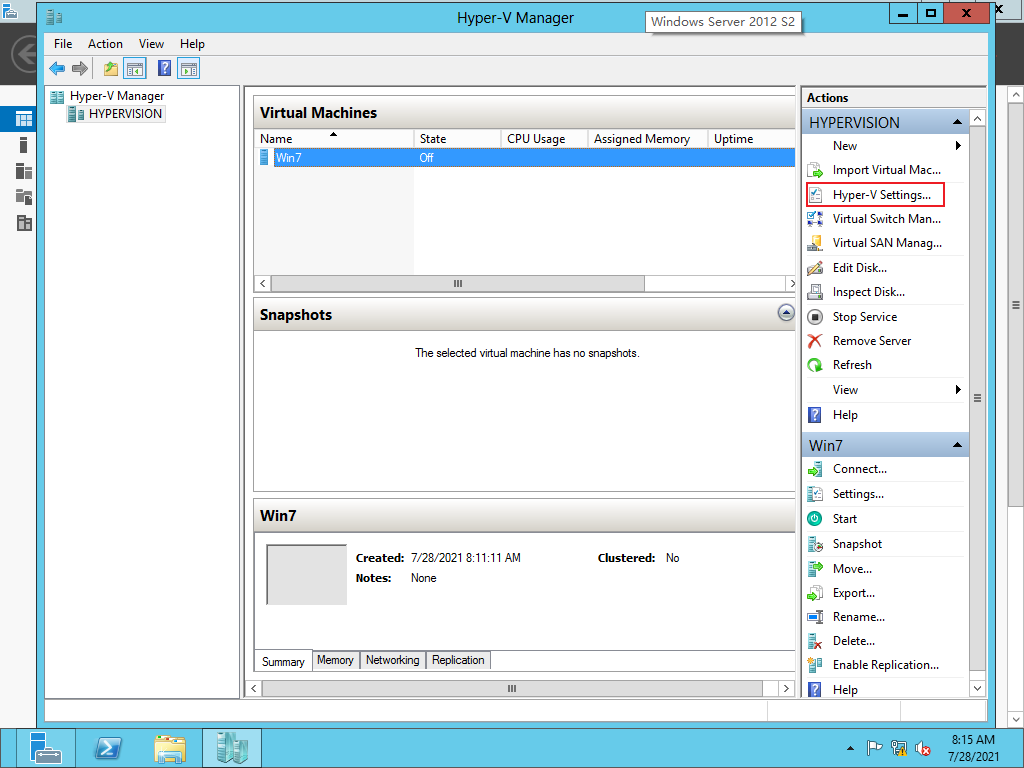 Hyper-V Manager
Windows Server 2012 S2
File Action View Help
Hyper-V Manager
HYPERVISION
Virtual Machines
Name State CPU Usage Assigned Memory Uptime
Win7 Off
Snapshots
The selected virtual machine has no snapshots.
Win7
Created: 7/28/2021 8:11:11 AM Clustered: No
Notes: None
Summary Memory Networking Replication
Actions
HYPERVISION
New
Import Virtual Mac...
Hyper-V Settings...
Virtual Switch Man...
Virtual SAN Manag...
Edit Disk...
Inspect Disk...
Stop Service
Remove Server
Refresh
View
Help
Win7
Connect...
Settings...
Start
Snapshot
Move...
Export...
Rename...
Delete...
Enable Replication...
Help
8:15 AM
7/28/2021